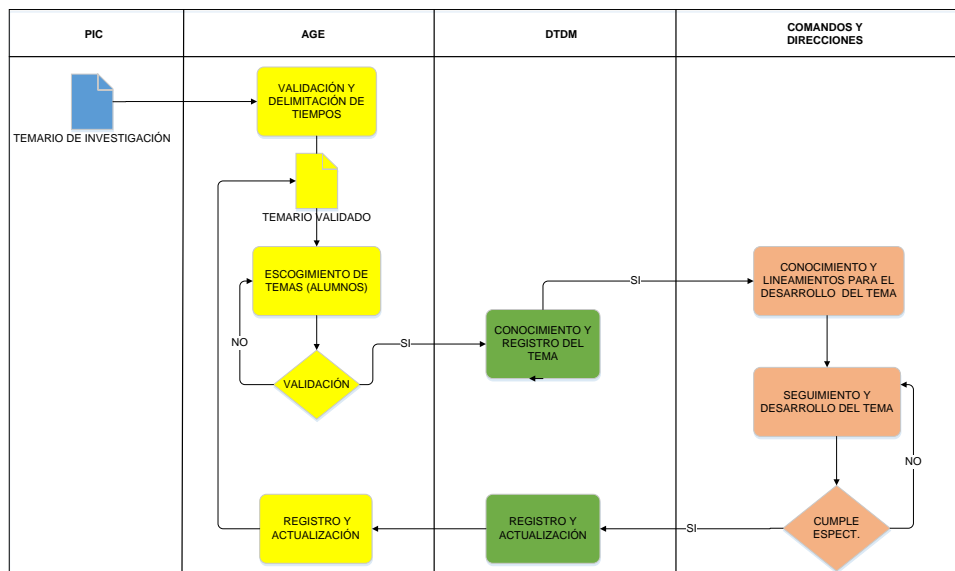 PIC
AGE
DTDM
COMANDOS Y
DIRECCIONES
TEMARIO DE INVESTIGACIÓN
VALIDACIÓN Y
DELIMITACIÓN DE
TIEMPOS
TEMARIO VALIDADO
ESCOGIMIENTO DE
TEMAS (ALUMNOS)
NO
VALIDACIÓN
SI
CONOCIMIENTO Y
REGISTRO DEL
TEMA
SI
CONOCIMIENTO Y
LINEAMIENTOS PARA EL
DESARROLLO DEL TEMA
SEGUIMIENTO Y
DESARROLLO DEL TEMA
NO
CUMPLE
ESPECT.
SI
REGISTRO Y
ACTUALIZACIÓN
REGISTRO Y
ACTUALIZACIÓN